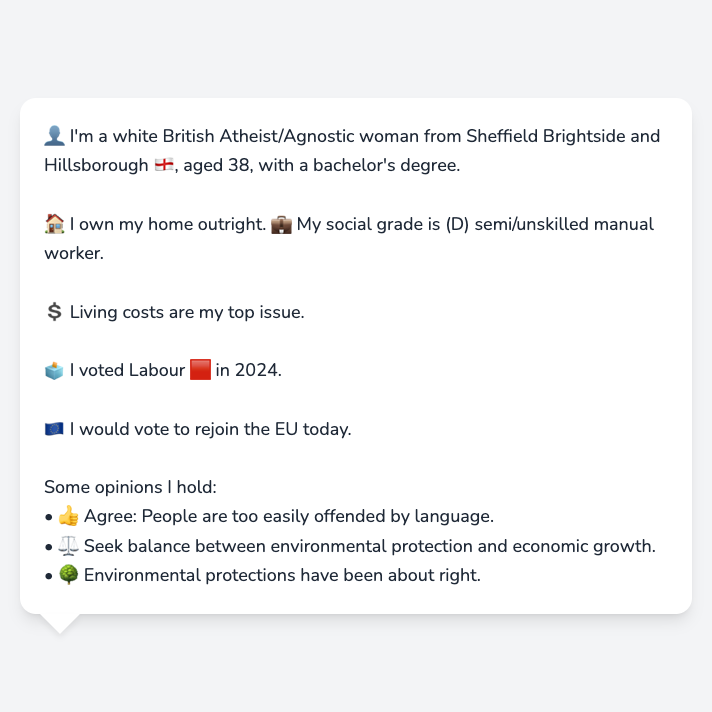 👤 I'm a white British Atheist/Agnostic woman from Sheffield Brightside and
Hillsborough 🏴󠁧󠁢󠁥󠁮󠁧󠁿, aged 38, with a bachelor's degree.
🏠 I own my home outright. 💼 My social grade is (D) semi/unskilled manual
worker.
💲 Living costs are my top issue.
🗳️ I voted Labour 🟥 in 2024.
🇪🇺 I would vote to rejoin the EU today.
Some opinions I hold:
• 👍 Agree: People are too easily offended by language.
• ⚖️ Seek balance between environmental protection and economic growth.
• 🌳 Environmental protections have been about right.